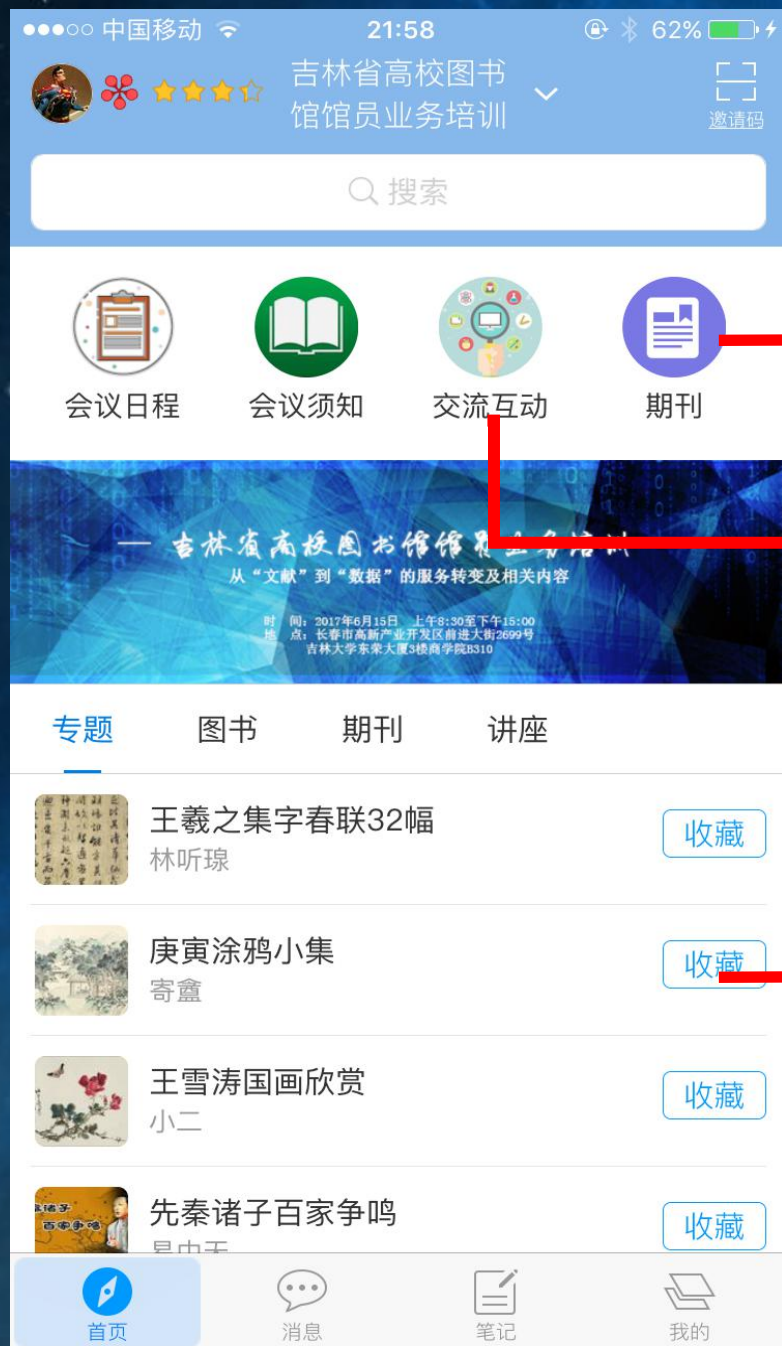 中国移动 21:58 62%
吉林省高校图书
馆馆员业务培训
邀请码
搜索
会议日程 会议须知 交流互动 期刊
吉林省高校图书馆馆员业务培训
从“文献”到“数据”的服务转变及相关内容
时 间：2017年6月15日 上午8:30至下午15:00
地 点：长春市高新产业开发区前进大街2699号
吉林大学东荣大厦3楼商学院B310
专题 图书 期刊 讲座
王羲之集字春联32幅
收藏
林听瑔
庚寅涂鸦小集
收藏
寄盦
王雪涛国画欣赏
收藏
小二
先秦诸子百家争鸣
收藏
易中天
首页 消息 笔记 我的